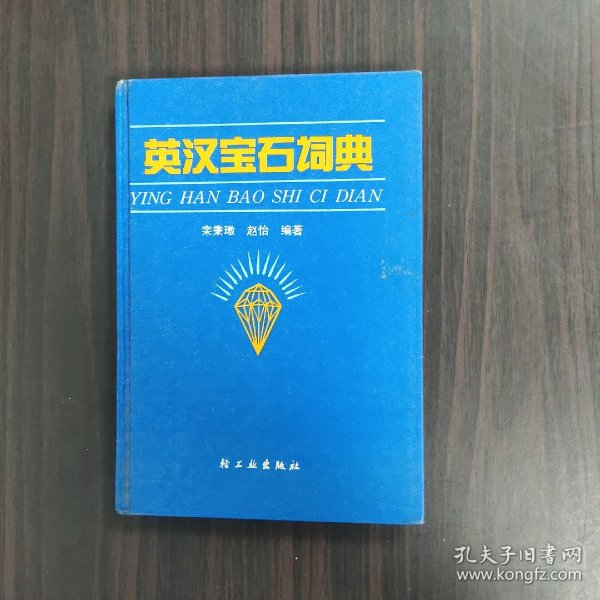 英汉宝石词典
YING HAN BAO SHI CI DIAN
栾秉璈 赵怡 编著
轻工业出版社
孔夫子旧书网
www.kongfz.com